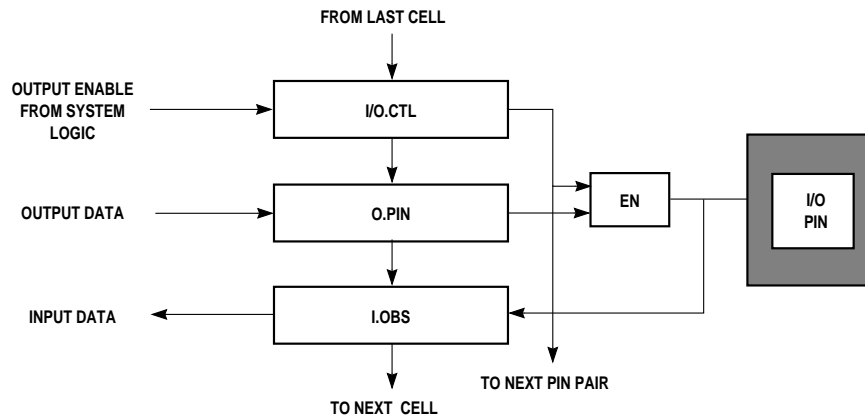 FROM LAST CELL
OUTPUT ENABLE
FROM SYSTEM
LOGIC
I/O.CTL
EN
I/O
PIN
OUTPUT DATA
O.PIN
INPUT DATA
I.OBS
TO NEXT PIN PAIR
TO NEXT CELL